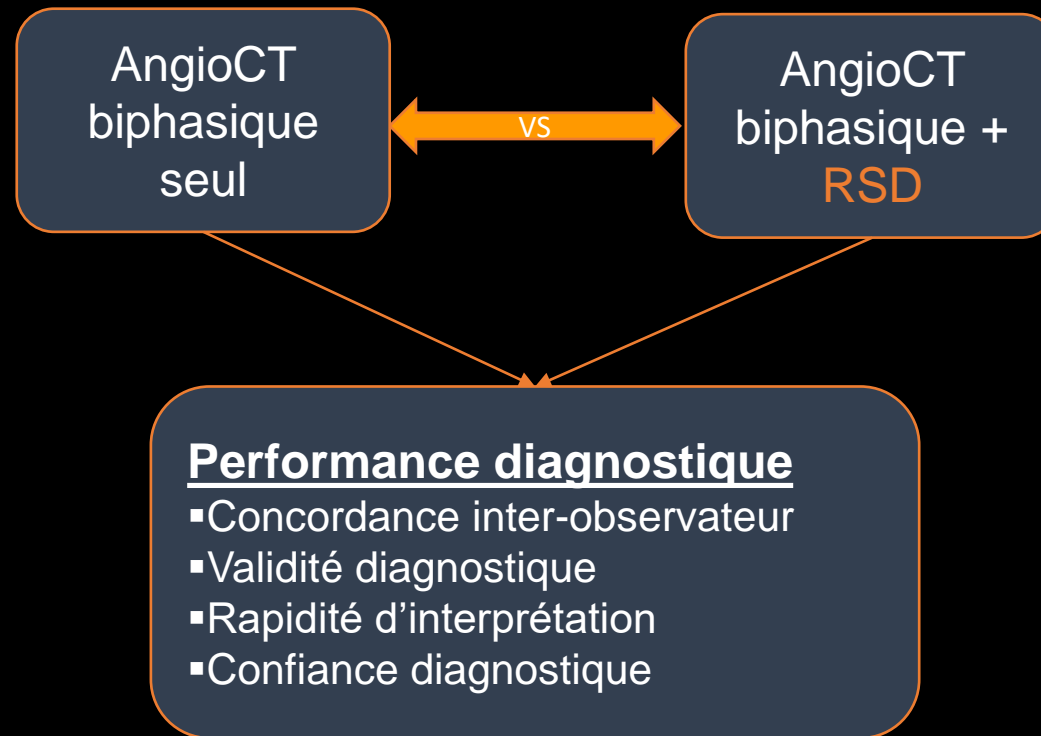 AngioCT
biphasique
seul
VS
AngioCT
biphasique +
RSD
Performance diagnostique
▪Concordance inter-observateur
▪Validité diagnostique
▪Rapidité d’interprétation
▪Confiance diagnostique